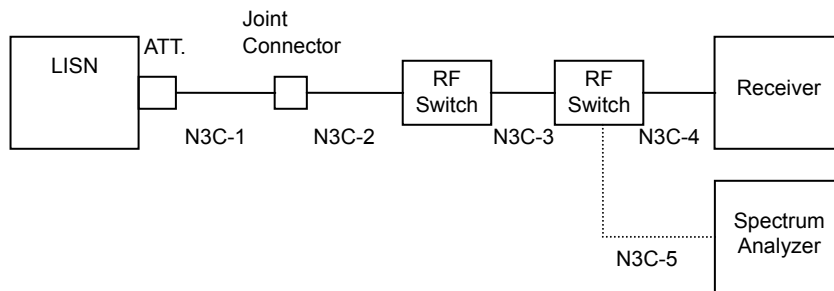 Joint
Connector
ATT.
LISN
RF
Switch
RF
Switch
Receiver
N3C-1
N3C-2
N3C-3
N3C-4
Spectrum
Analyzer
N3C-5